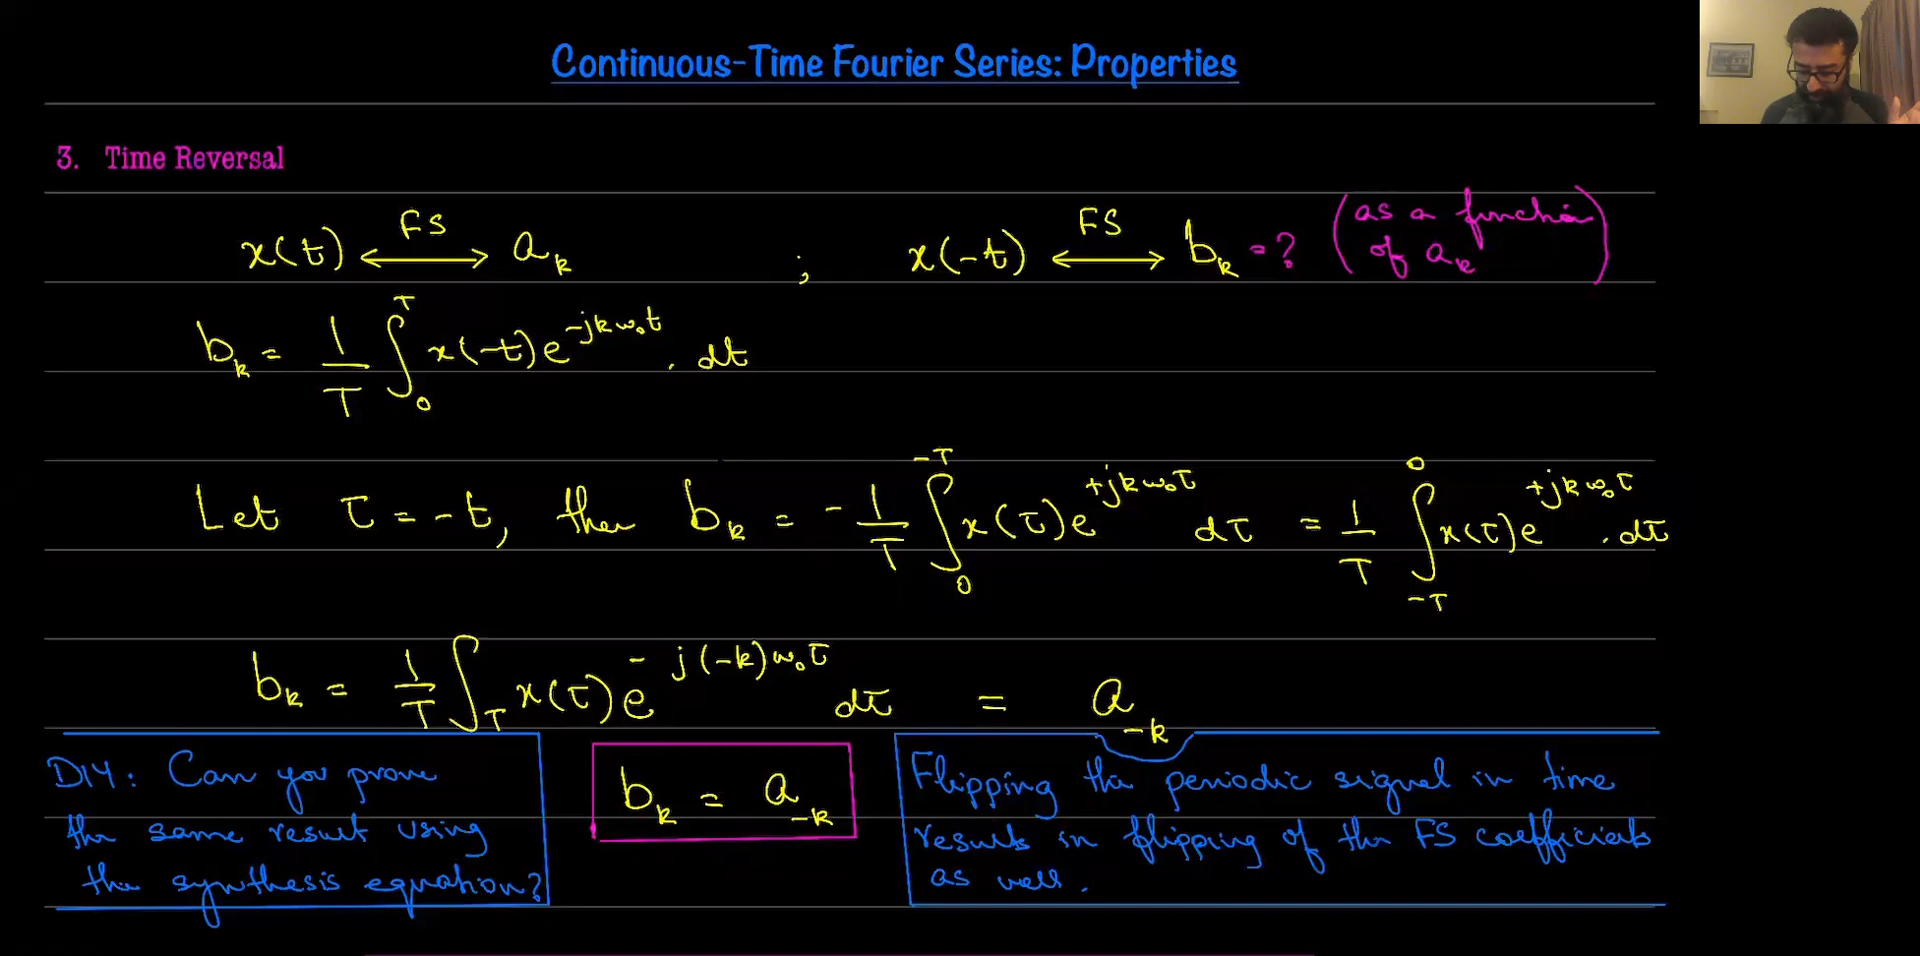 Continuous-Time Fourier Series: Properties
3. Time Reversal
x(t) ⟷ FS a_k ; x(-t) ⟷ FS b_k = ? (as a function of a_k)
b_k = 1/T ∫_0^T x(-t) e^{-jkω₀t} . dt
Let τ = -t, then b_k = -1/T ∫_0^{-T} x(τ) e^{+jkω₀τ} dτ = 1/T ∫_{-T}^0 x(τ) e^{+jkω₀τ} . dτ
b_k = 1/T ∫_T x(τ) e^{-j(-k)ω₀τ} dτ = a_{-k}
DIY: Can you prove
the same result using
the synthesis equation?
b_k = a_{-k}
Flipping the periodic signal in time
results in flipping of the FS coefficients
as well.